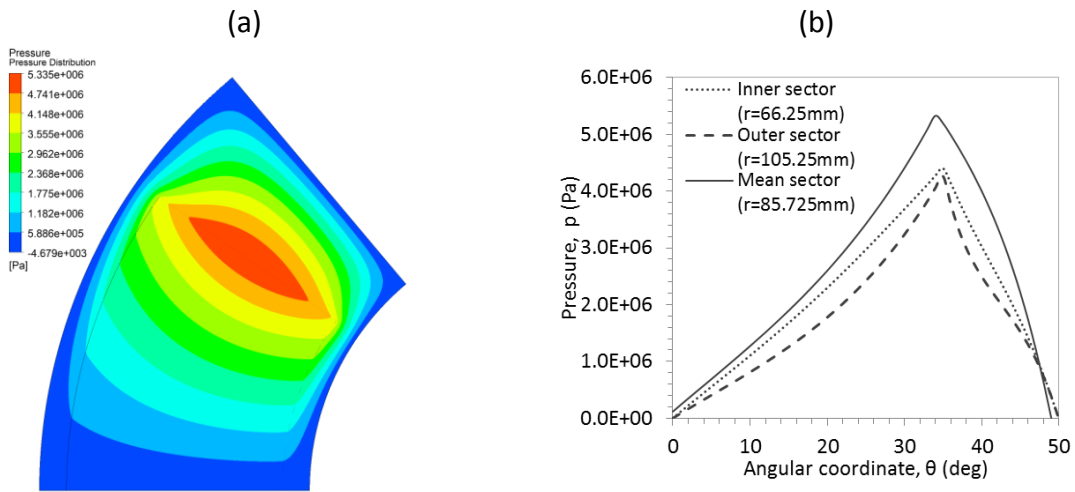 (a)
Pressure
Pressure Distribution
5.335e+006
4.741e+006
4.148e+006
3.555e+006
2.962e+006
2.368e+006
1.775e+006
1.182e+006
5.886e+005
-4.679e+003
[Pa]
(b)
Pressure, p (Pa)
6.0E+06
5.0E+06
4.0E+06
3.0E+06
2.0E+06
1.0E+06
0.0E+00
Inner sector
(r=66.25mm)
Outer sector
(r=105.25mm)
Mean sector
(r=85.725mm)
0 10 20 30 40 50
Angular coordinate, θ (deg)